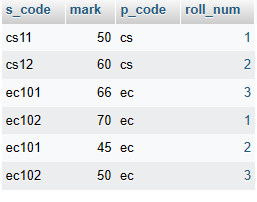 s_code mark p_code roll_num
cs11 50 cs 1
cs12 60 cs 2
ec101 66 ec 3
ec102 70 ec 1
ec101 45 ec 2
ec102 50 ec 3